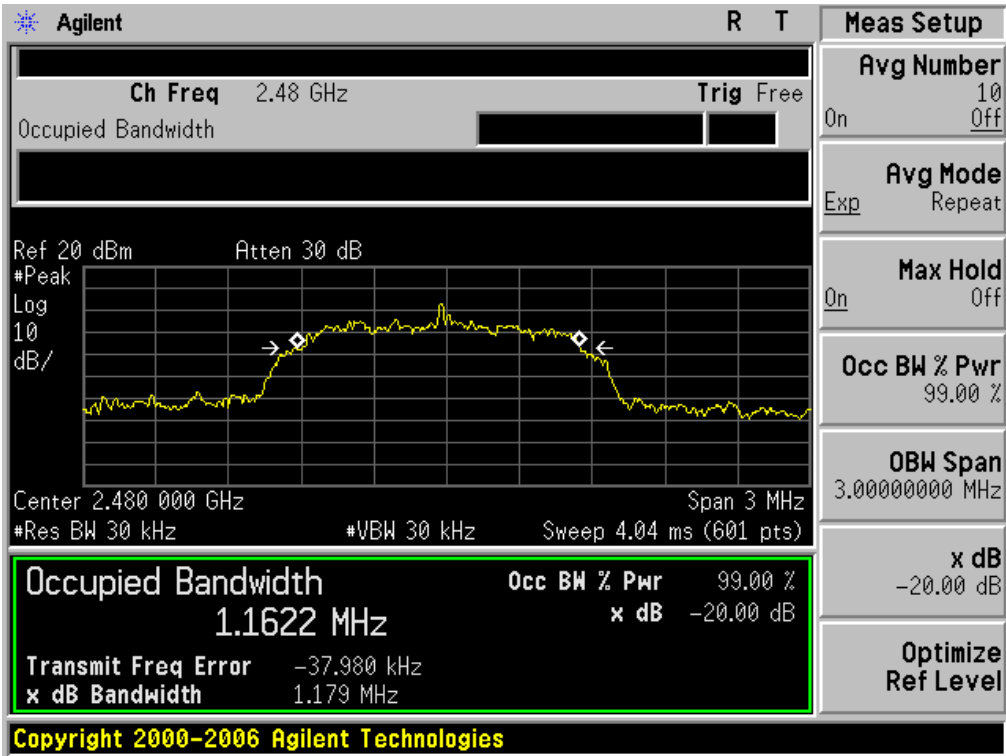 Agilent R T
Ch Freq 2.48 GHz Trig Free
Occupied Bandwidth
Ref 20 dBm Atten 30 dB
#Peak
Log
10
dB/
Center 2.480 000 GHz Span 3 MHz
#Res BW 30 kHz #VBW 30 kHz Sweep 4.04 ms (601 pts)
Occupied Bandwidth Occ BW % Pwr 99.00 %
1.1622 MHz x dB -20.00 dB
Transmit Freq Error -37.980 kHz
x dB Bandwidth 1.179 MHz
Copyright 2000-2006 Agilent Technologies
Meas Setup
Avg Number
10
On Off
Avg Mode
Exp Repeat
Max Hold
On Off
Occ BW % Pwr
99.00 %
OBW Span
3.00000000 MHz
x dB
-20.00 dB
Optimize
Ref Level